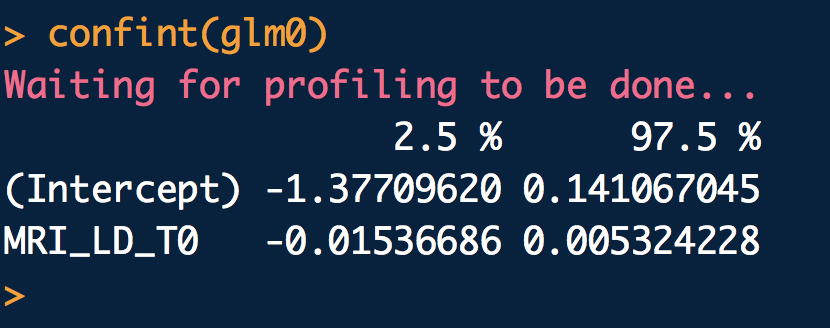 > confint(glm0)
Waiting for profiling to be done...
                 2.5 %      97.5 %
(Intercept) -1.37709620 0.141067045
MRI_LD_T0   -0.01536686 0.005324228
>